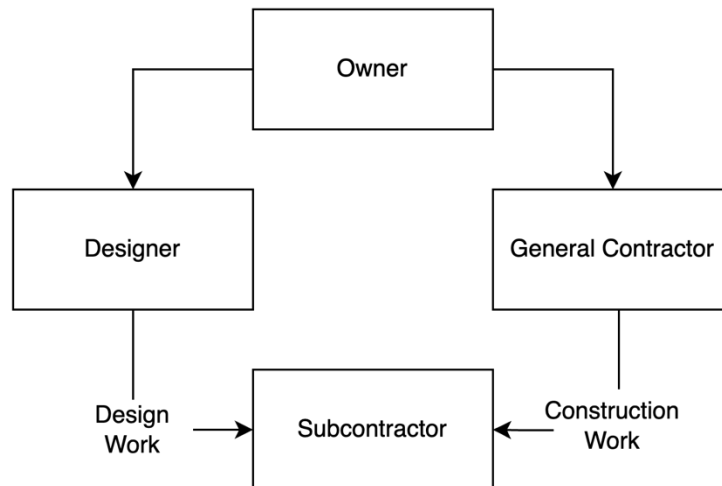 Owner
Designer
General Contractor
Design
Work
Subcontractor
Construction
Work